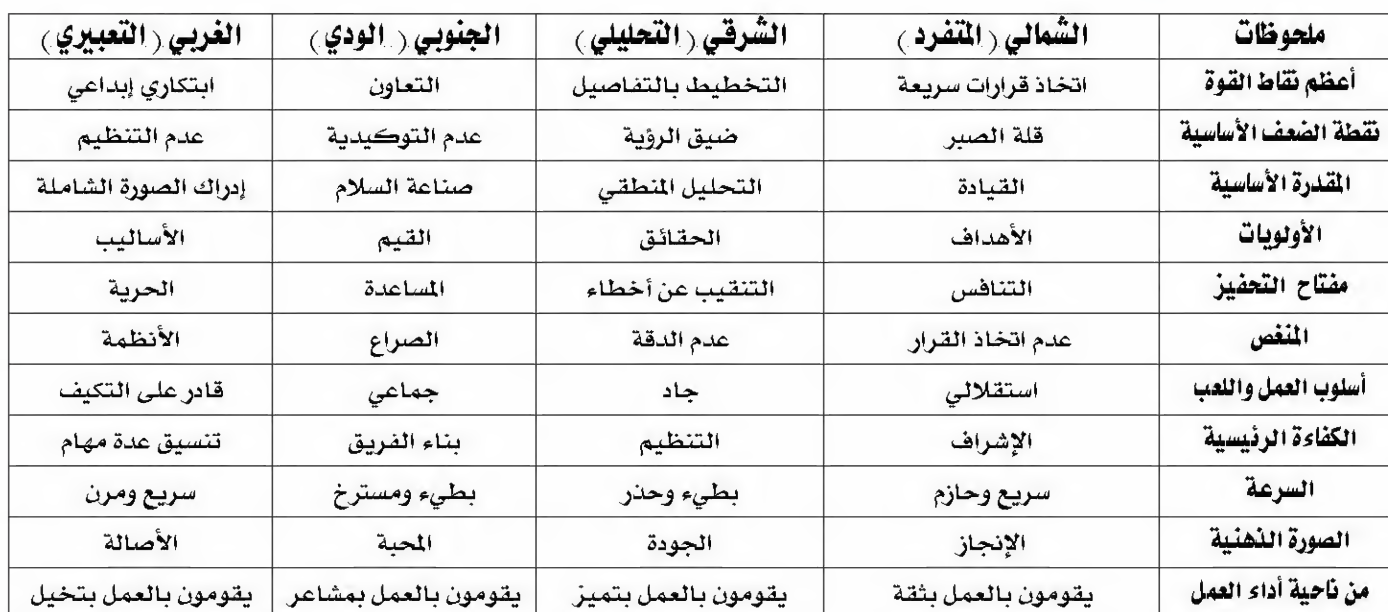 ملحوظات الشمالي (المتفرد) الشرقي (التحليلي) الجنوبي (الودي) الغربي (التعبيري)
أعظم نقاط القوة اتخاذ قرارات سريعة التخطيط بالتفاصيل التعاون ابتكاري إبداعي
نقطة الضعف الأساسية قلة الصبر ضيق الرؤية عدم التوكيدية عدم التنظيم
المقدرة الأساسية القيادة التحليل المنطقي صناعة السلام إدراك الصورة الشاملة
الأولويات الأهداف الحقائق القيم الأساليب
مفتاح التحفيز التنافس التنقيب عن أخطاء المساعدة الحرية
المنغص عدم اتخاذ القرار عدم الدقة الصراع الأنظمة
أسلوب العمل واللعب استقلالي جاد جماعي قادر على التكيف
الكفاءة الرئيسية الإشراف التنظيم بناء الفريق تنسيق عدة مهام
السرعة سريع وحازم بطيء وحذر بطيء ومسترخ سريع ومرن
الصورة الذهنية الإنجاز الجودة المحبة الأصالة
من ناحية أداء العمل يقومون بالعمل بثقة يقومون بالعمل بتميز يقومون بالعمل بمشاعر يقومون بالعمل بتخيل